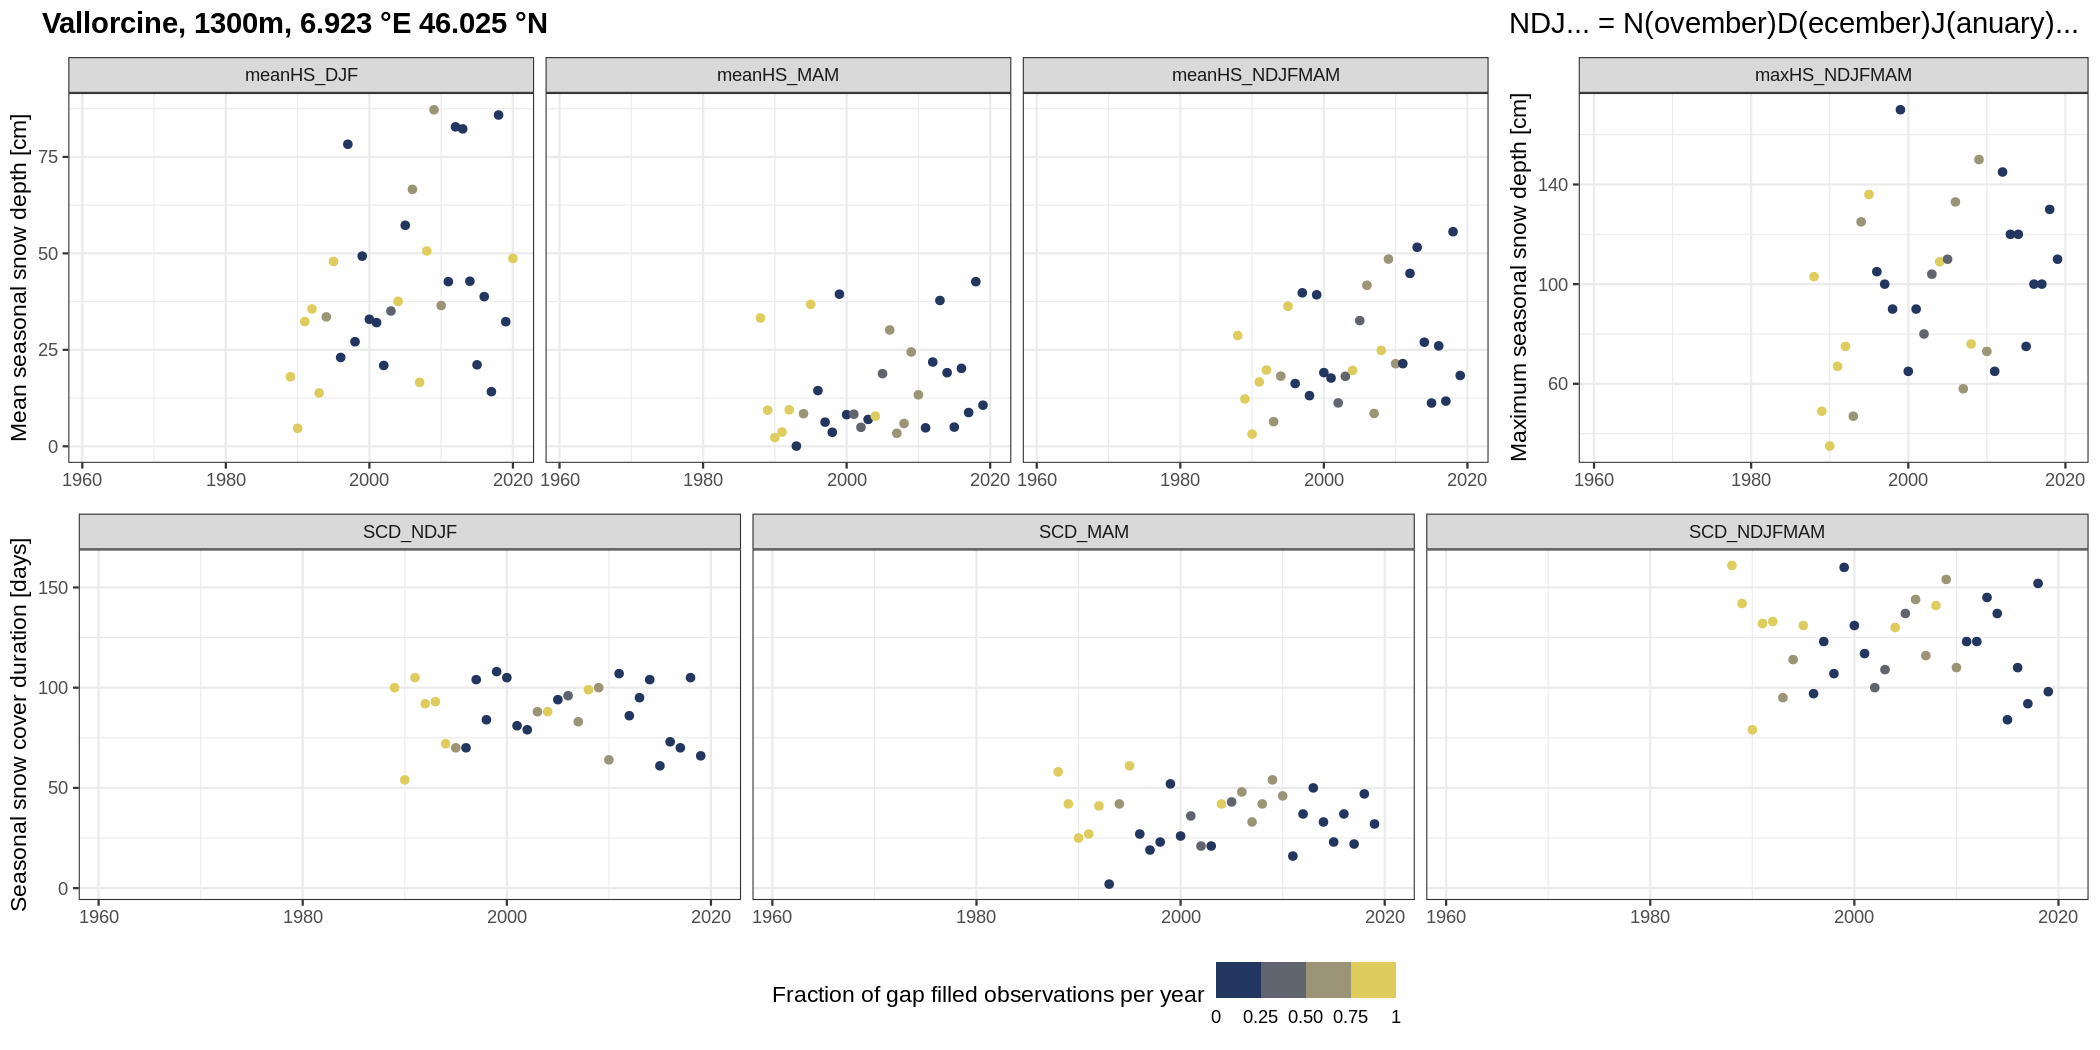 Vallorcine, 1300m, 6.923 °E 46.025 °N
NDJ... = N(ovember)D(ecember)J(anuary)...
meanHS_DJF
meanHS_MAM
meanHS_NDJFMAM
maxHS_NDJFMAM
Mean seasonal snow depth [cm]
75
50
25
0
1960 1980 2000 2020
1960 1980 2000 2020
1960 1980 2000 2020
Maximum seasonal snow depth [cm]
140
100
60
1960 1980 2000 2020
SCD_NDJF
SCD_MAM
SCD_NDJFMAM
Seasonal snow cover duration [days]
150
100
50
0
1960 1980 2000 2020
1960 1980 2000 2020
1960 1980 2000 2020
Fraction of gap filled observations per year
0 0.25 0.50 0.75 1